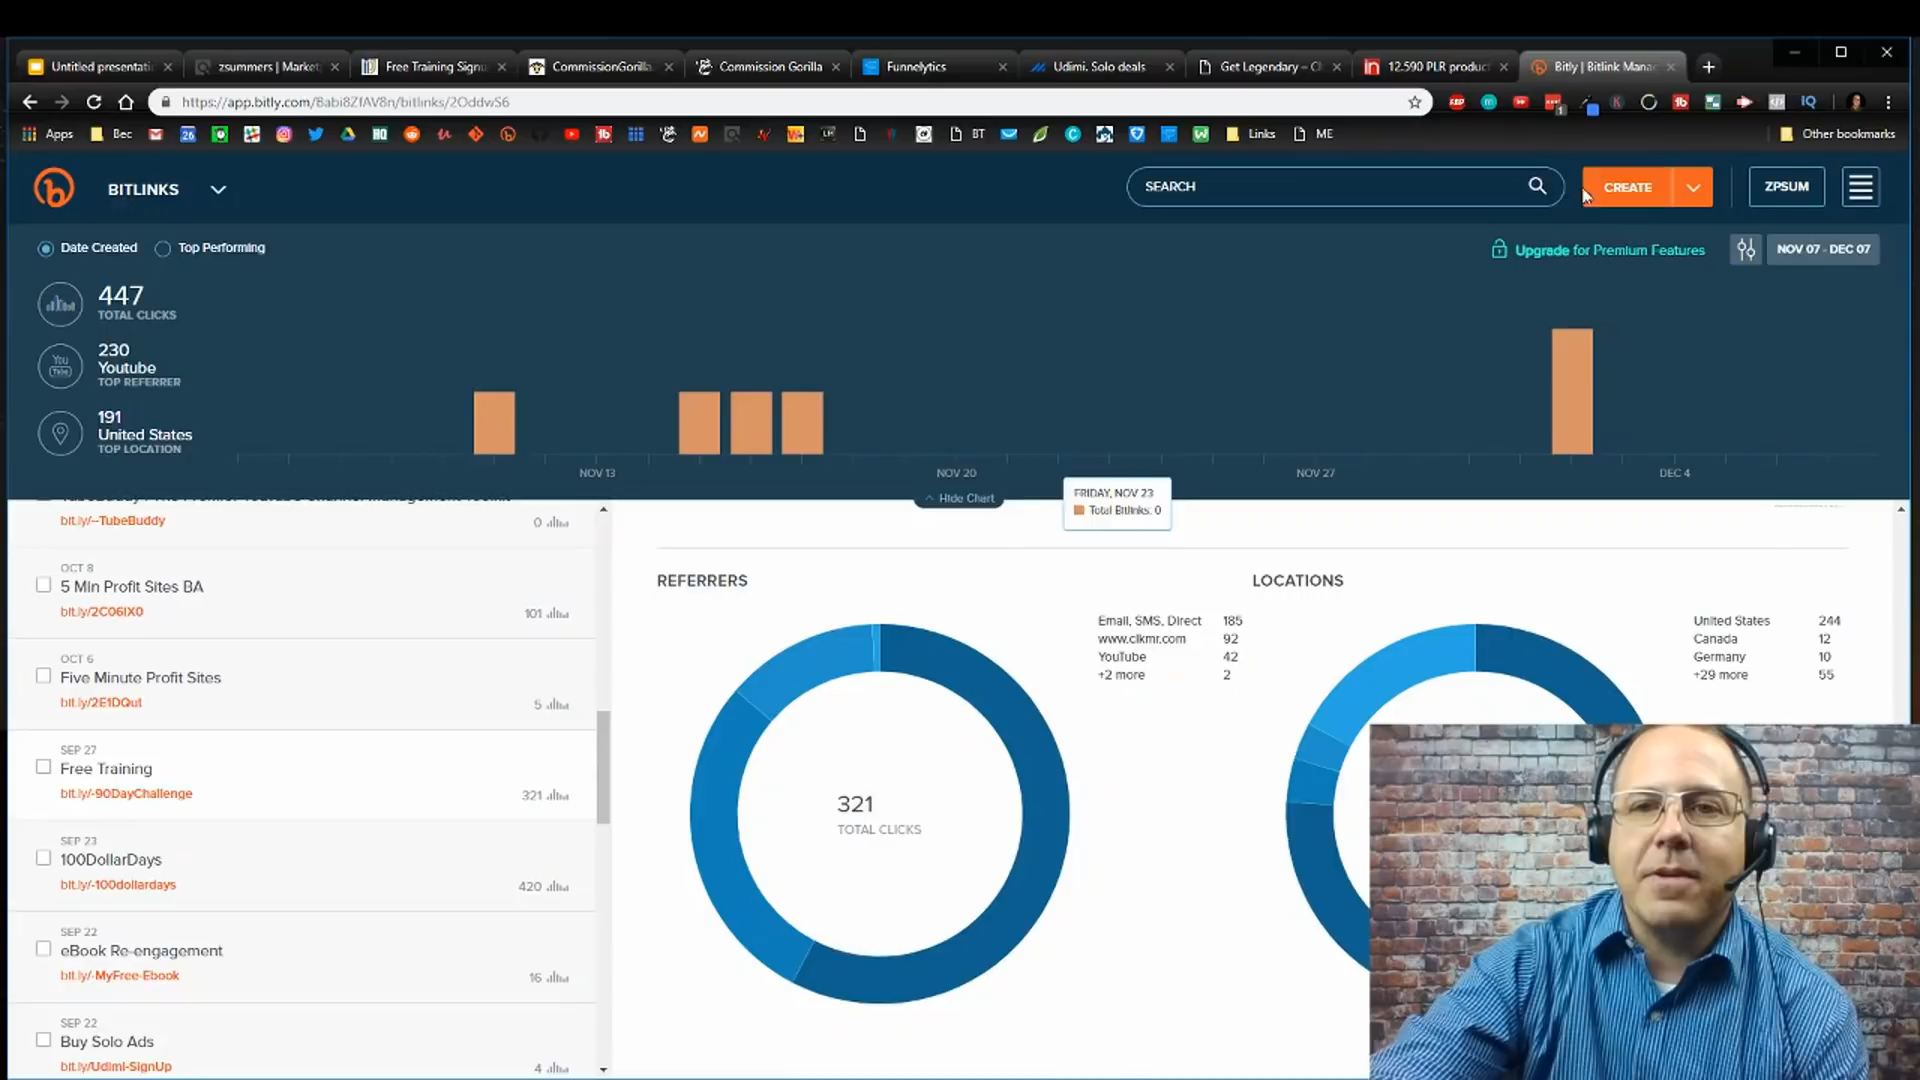 Untitled presentati
zsummers | Market
Free Training Signu
CommissionGorilla
Commission Gorilla
Funnelytics
Udimi. Solo deals
Get Legendary – Cl
12.590 PLR produc
Bitly | Bitlink Mana
https://app.bitly.com/Babi8ZfAV8n/bitlinks/2OddwS6
Apps
Bec
BT
Links
ME
Other bookmarks
BITLINKS
SEARCH
CREATE
ZPSUM
Date Created
Top Performing
Upgrade for Premium Features
NOV 07 - DEC 07
447
TOTAL CLICKS
230
Youtube
TOP REFERRER
191
United States
TOP LOCATION
NOV 13
NOV 20
NOV 27
DEC 4
Hide Chart
FRIDAY, NOV 23
Total Bitlinks: 0
bit.ly/--TubeBuddy
0
OCT 8
5 Min Profit Sites BA
bit.ly/2C06IX0
101
OCT 6
Five Minute Profit Sites
bit.ly/2E1DQut
5
SEP 27
Free Training
bit.ly/-90DayChallenge
321
SEP 23
100DollarDays
bit.ly/-100dollardays
420
SEP 22
eBook Re-engagement
bit.ly/-MyFree-Ebook
16
SEP 22
Buy Solo Ads
bit.ly/Udimi-SignUp
4
REFERRERS
321
TOTAL CLICKS
Email, SMS, Direct 185
www.clkmr.com 92
YouTube 42
+2 more 2
LOCATIONS
United States 244
Canada 12
Germany 10
+29 more 55